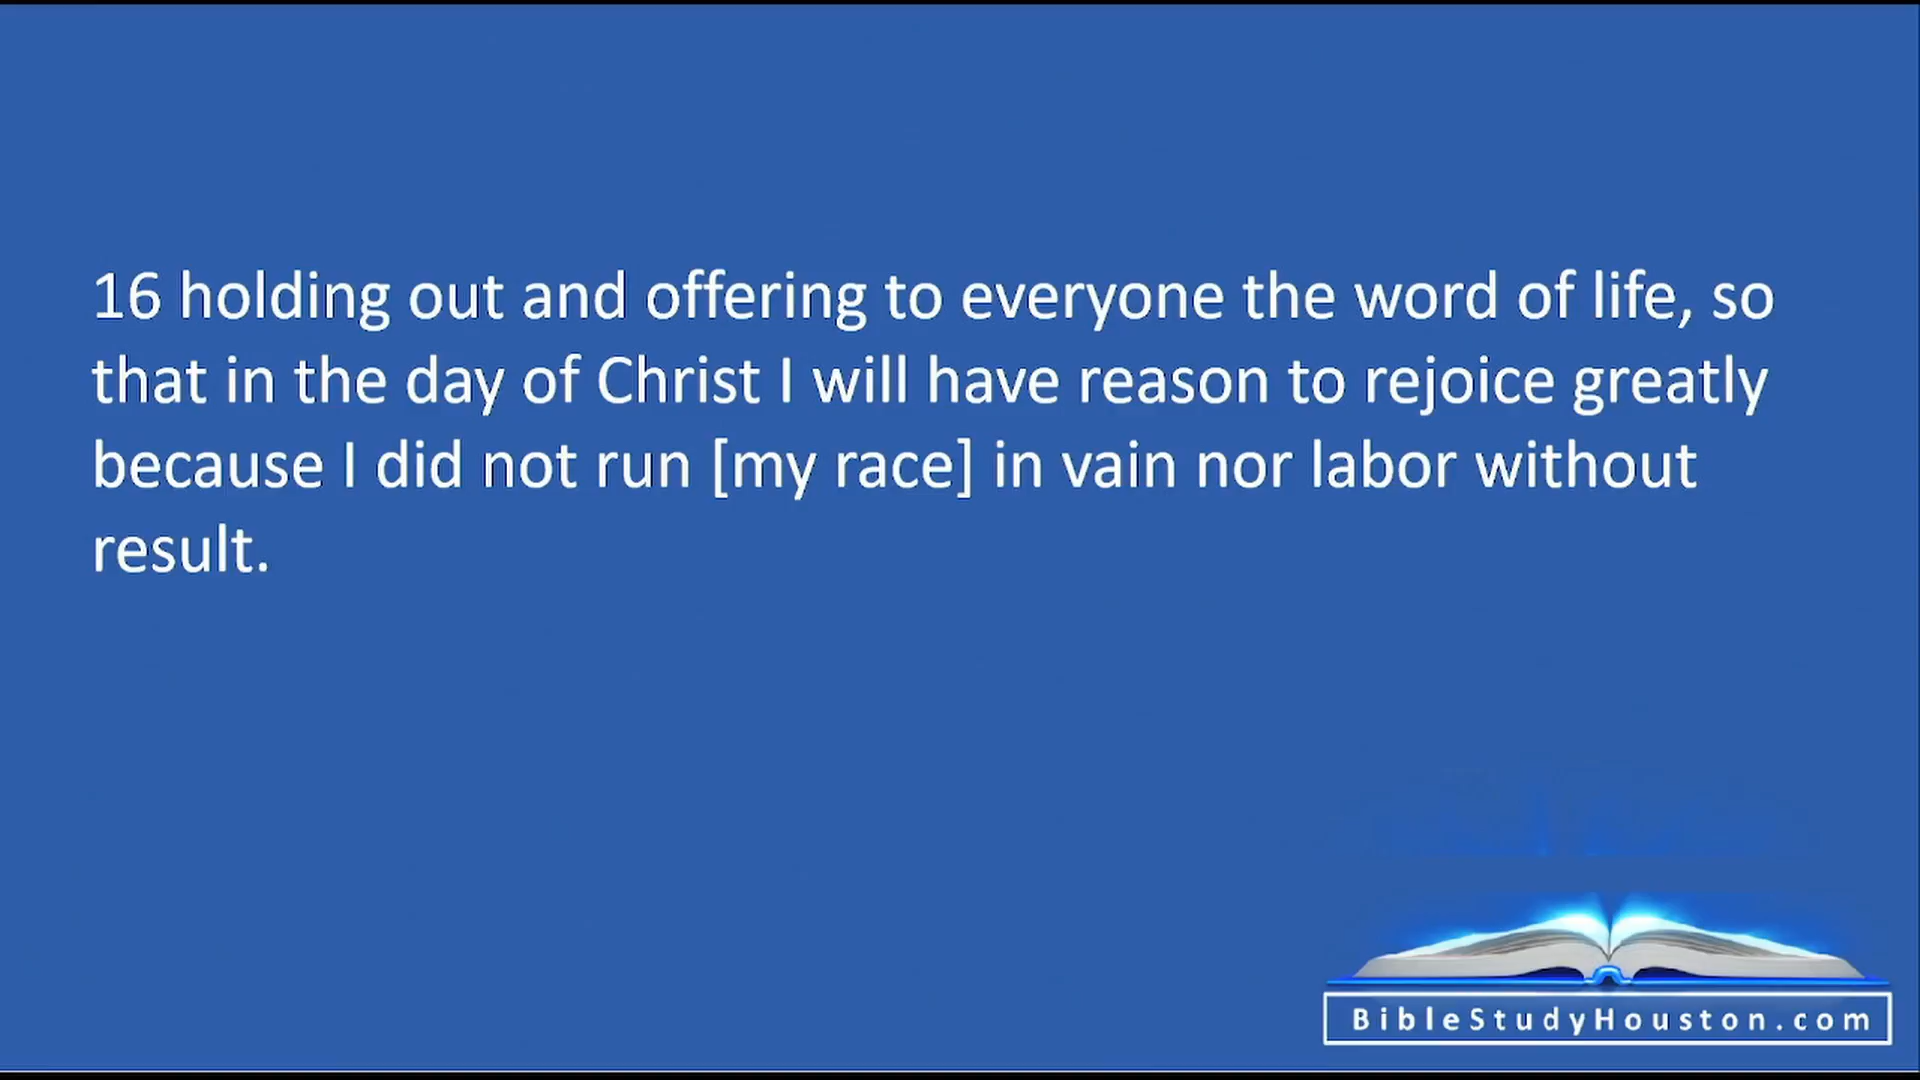 16 holding out and offering to everyone the word of life, so
that in the day of Christ I will have reason to rejoice greatly
because I did not run [my race] in vain nor labor without
result.
BibleStudyHouston.com